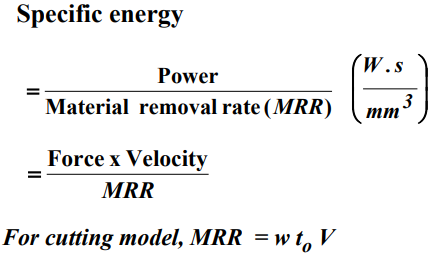 Specific energy
= Power / Material removal rate (MRR) (W . s / mm³)
= Force x Velocity / MRR
For cutting model, MRR = w tₒ V